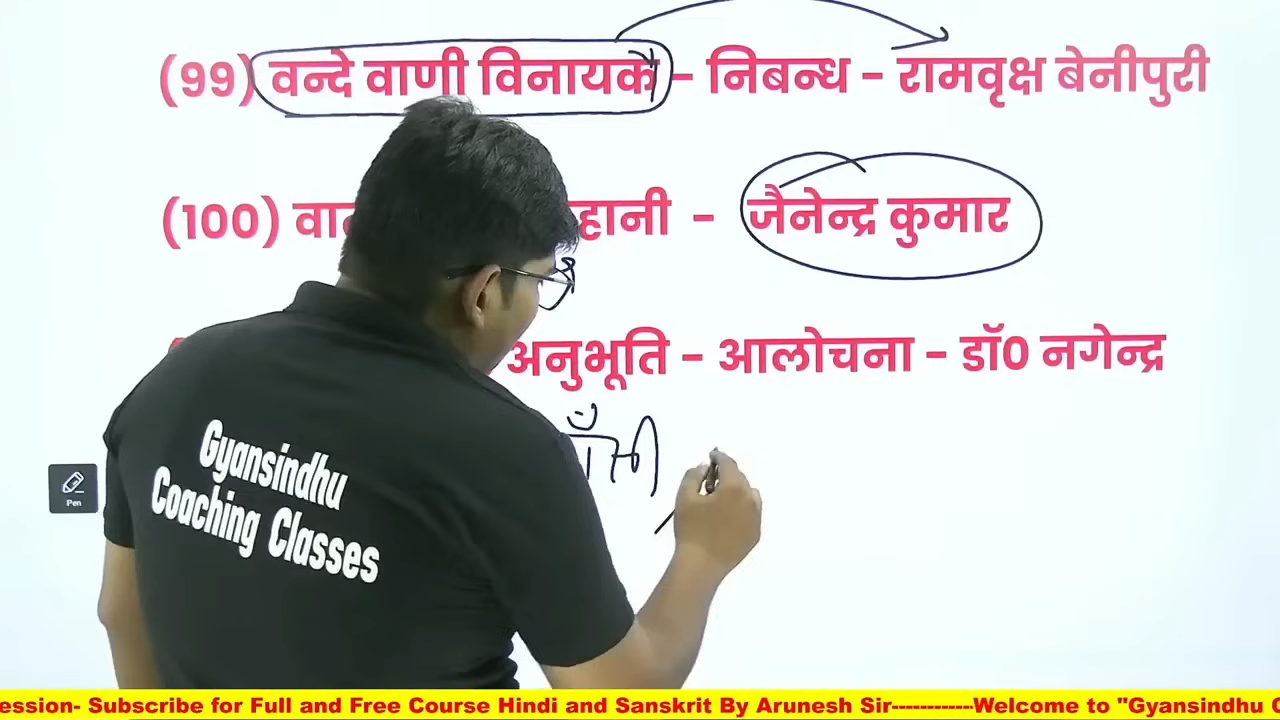 (99) वन्दे वाणी विनायक - निबन्ध - रामवृक्ष बेनीपुरी
(100) - जैनेन्द्र कुमार
अनुभूति - आलोचना - डॉ0 नगेन्द्र
Gyansindhu
Coaching Classes
Pen
ession- Subscribe for Full and Free Course Hindi and Sanskrit By Arunesh Sir------------Welcome to "Gyansindhu